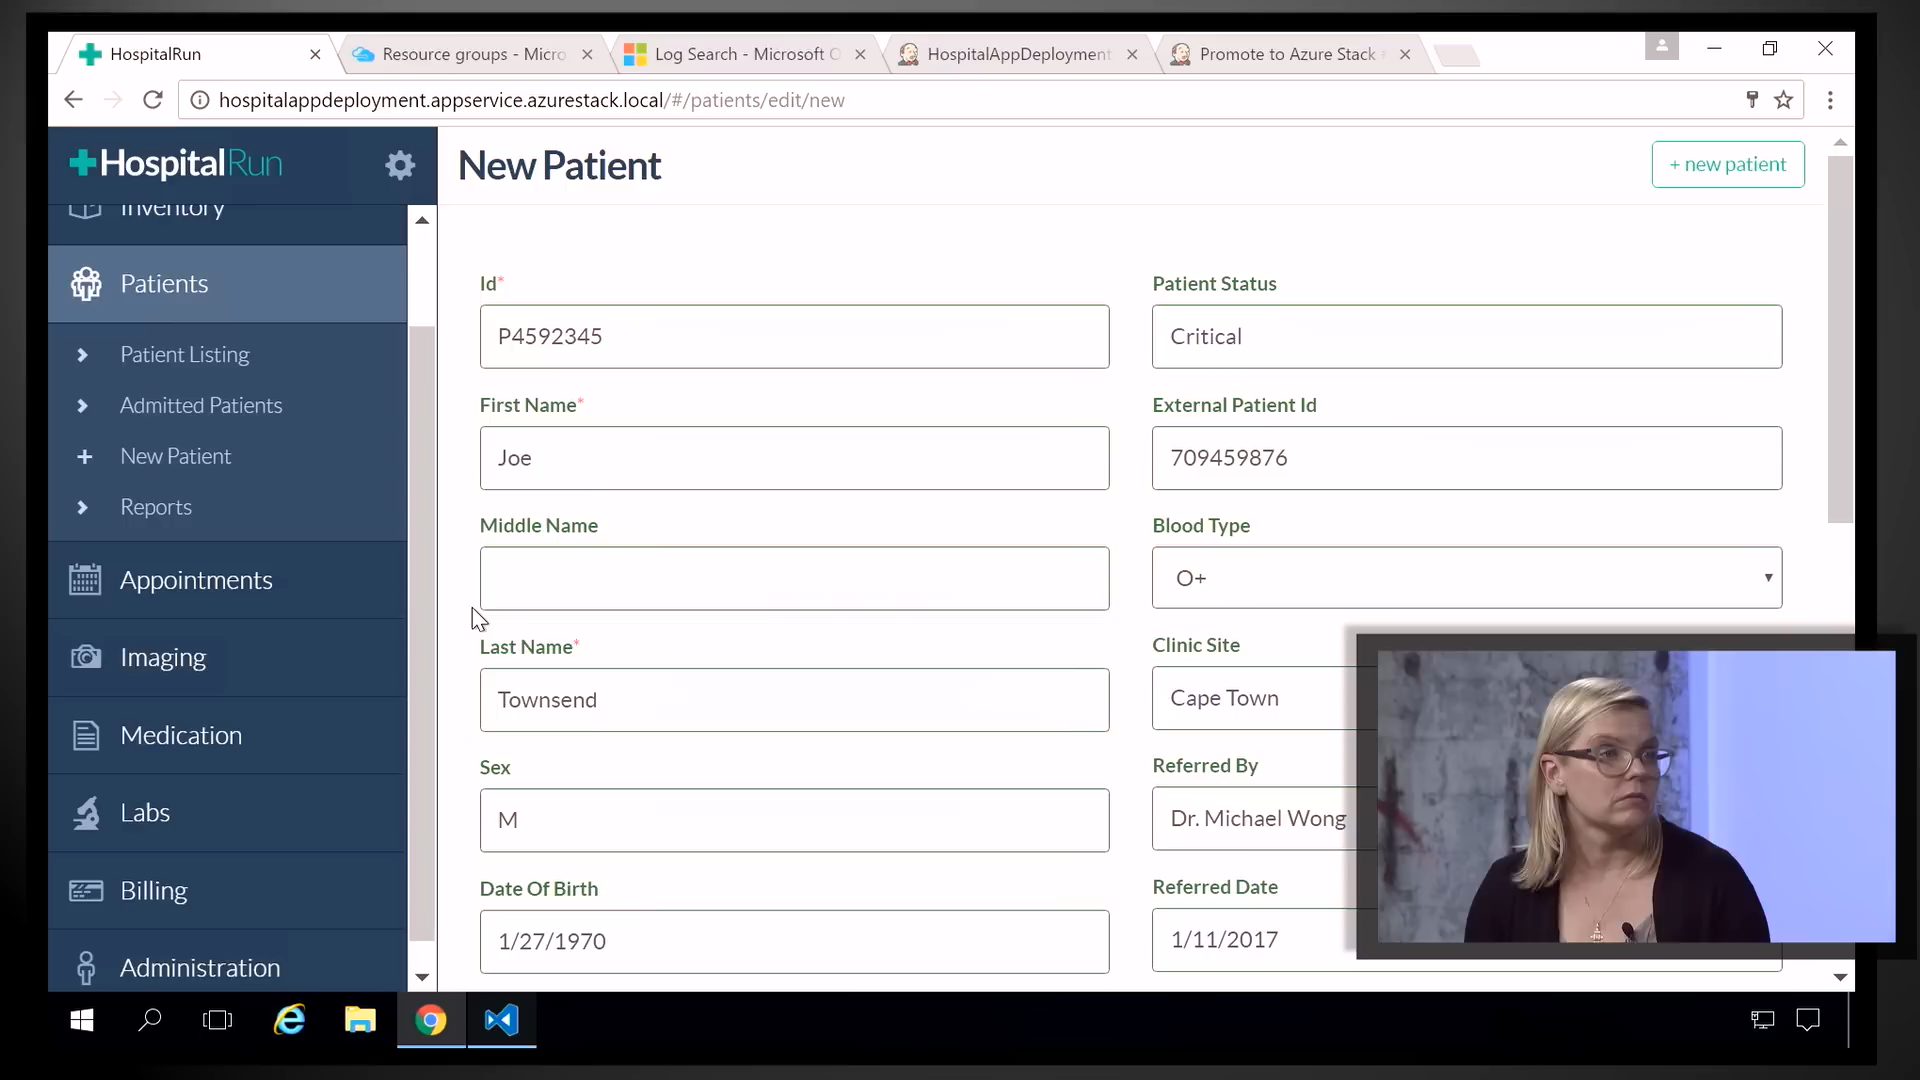 HospitalRun
Resource groups - Micro
Log Search - Microsoft O
HospitalAppDeployment
Promote to Azure Stack
hospitalappdeployment.appservice.azurestack.local/#/patients/edit/new
HospitalRun
New Patient
+ new patient
Inventory
Patients
Patient Listing
Admitted Patients
New Patient
Reports
Appointments
Imaging
Medication
Labs
Billing
Administration
Id*
P4592345
First Name*
Joe
Middle Name
Last Name*
Townsend
Sex
M
Date Of Birth
1/27/1970
Patient Status
Critical
External Patient Id
709459876
Blood Type
O+
Clinic Site
Cape Town
Referred By
Dr. Michael Wong
Referred Date
1/11/2017